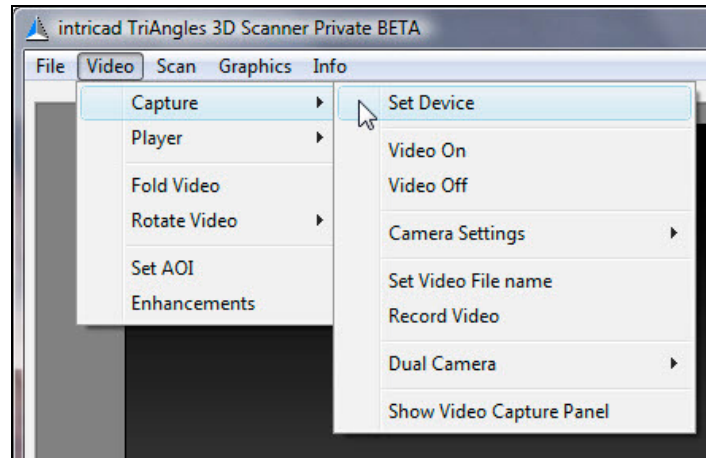 intricad TriAngles 3D Scanner Private BETA
File Video Scan Graphics Info
Capture
Player
Fold Video
Rotate Video
Set AOI
Enhancements
Set Device
Video On
Video Off
Camera Settings
Set Video File name
Record Video
Dual Camera
Show Video Capture Panel